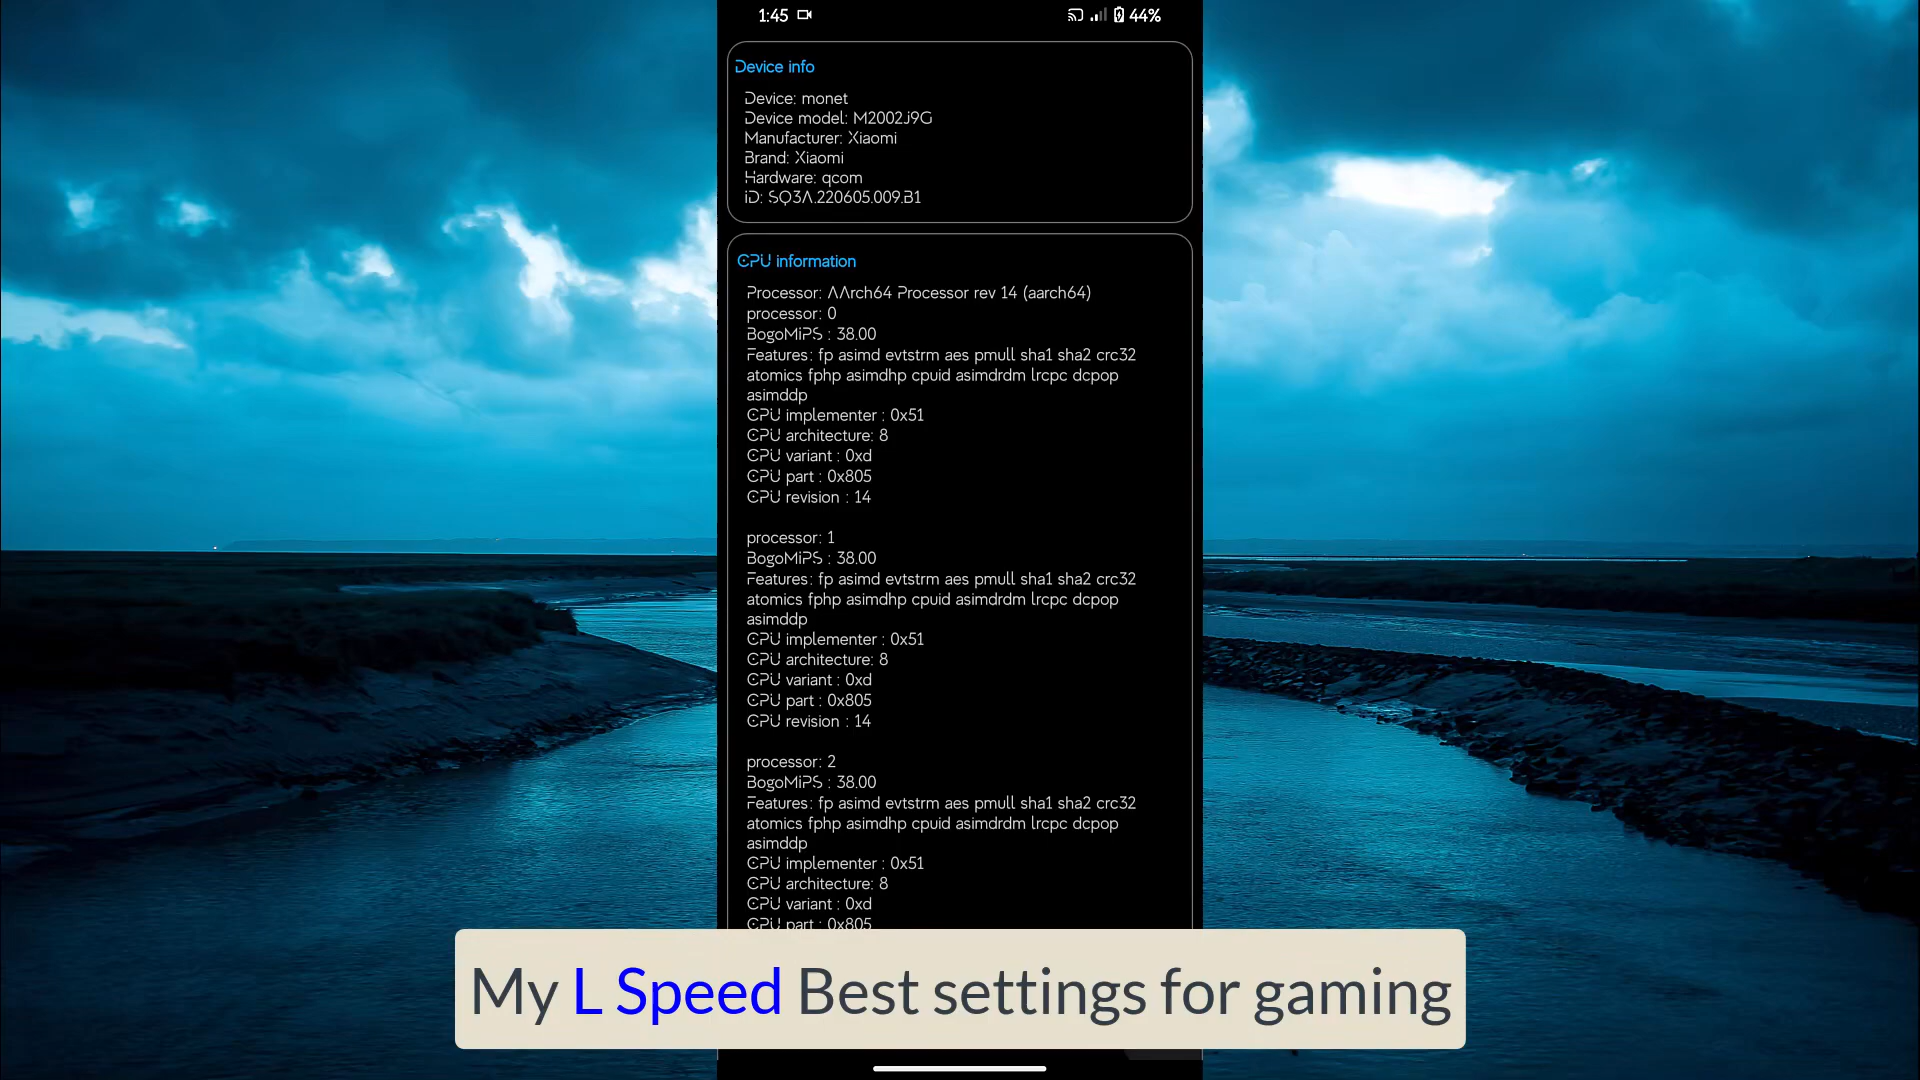 1:45 44%
Device info
Device: monet
Device model: M2002J9G
Manufacturer: Xiaomi
Brand: Xiaomi
Hardware: qcom
iD: SQ3A.220605.009.B1
CPU information
Processor: AArch64 Processor rev 14 (aarch64)
processor: 0
BogoMiPS : 38.00
Features: fp asimd evtstrm aes pmull sha1 sha2 crc32
atomics fphp asimdhp cpuid asimdrdm lrcpc dcpop
asimddp
CPU implementer : 0x51
CPU architecture: 8
CPU variant : 0xd
CPU part : 0x805
CPU revision : 14
processor: 1
BogoMiPS : 38.00
Features: fp asimd evtstrm aes pmull sha1 sha2 crc32
atomics fphp asimdhp cpuid asimdrdm lrcpc dcpop
asimddp
CPU implementer : 0x51
CPU architecture: 8
CPU variant : 0xd
CPU part : 0x805
CPU revision : 14
processor: 2
BogoMiPS : 38.00
Features: fp asimd evtstrm aes pmull sha1 sha2 crc32
atomics fphp asimdhp cpuid asimdrdm lrcpc dcpop
asimddp
CPU implementer : 0x51
CPU architecture: 8
CPU variant : 0xd
CPU part : 0x805
My L Speed Best settings for gaming